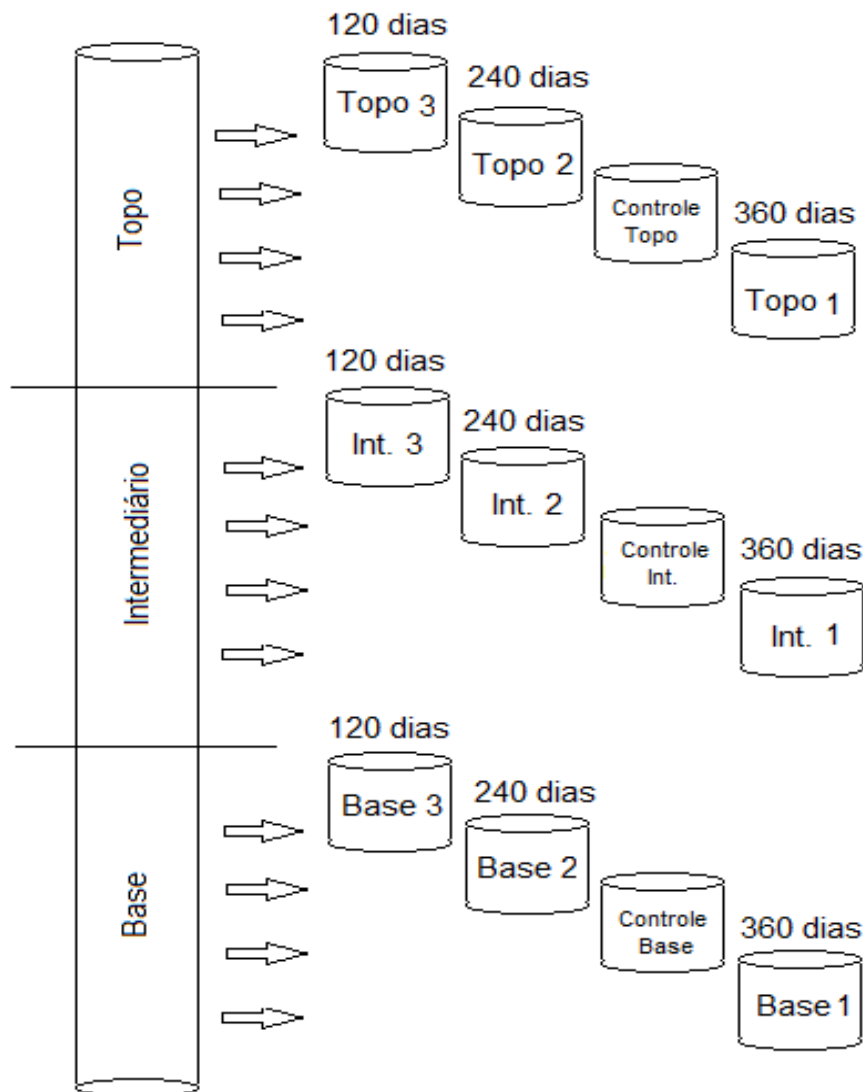 120 dias
Topo 3
240 dias
Topo 2
Controle
Topo
360 dias
Topo 1
Topo
120 dias
Int. 3
240 dias
Int. 2
Controle
Int.
360 dias
Int. 1
Intermediário
120 dias
Base 3
240 dias
Base 2
Controle
Base
360 dias
Base 1
Base